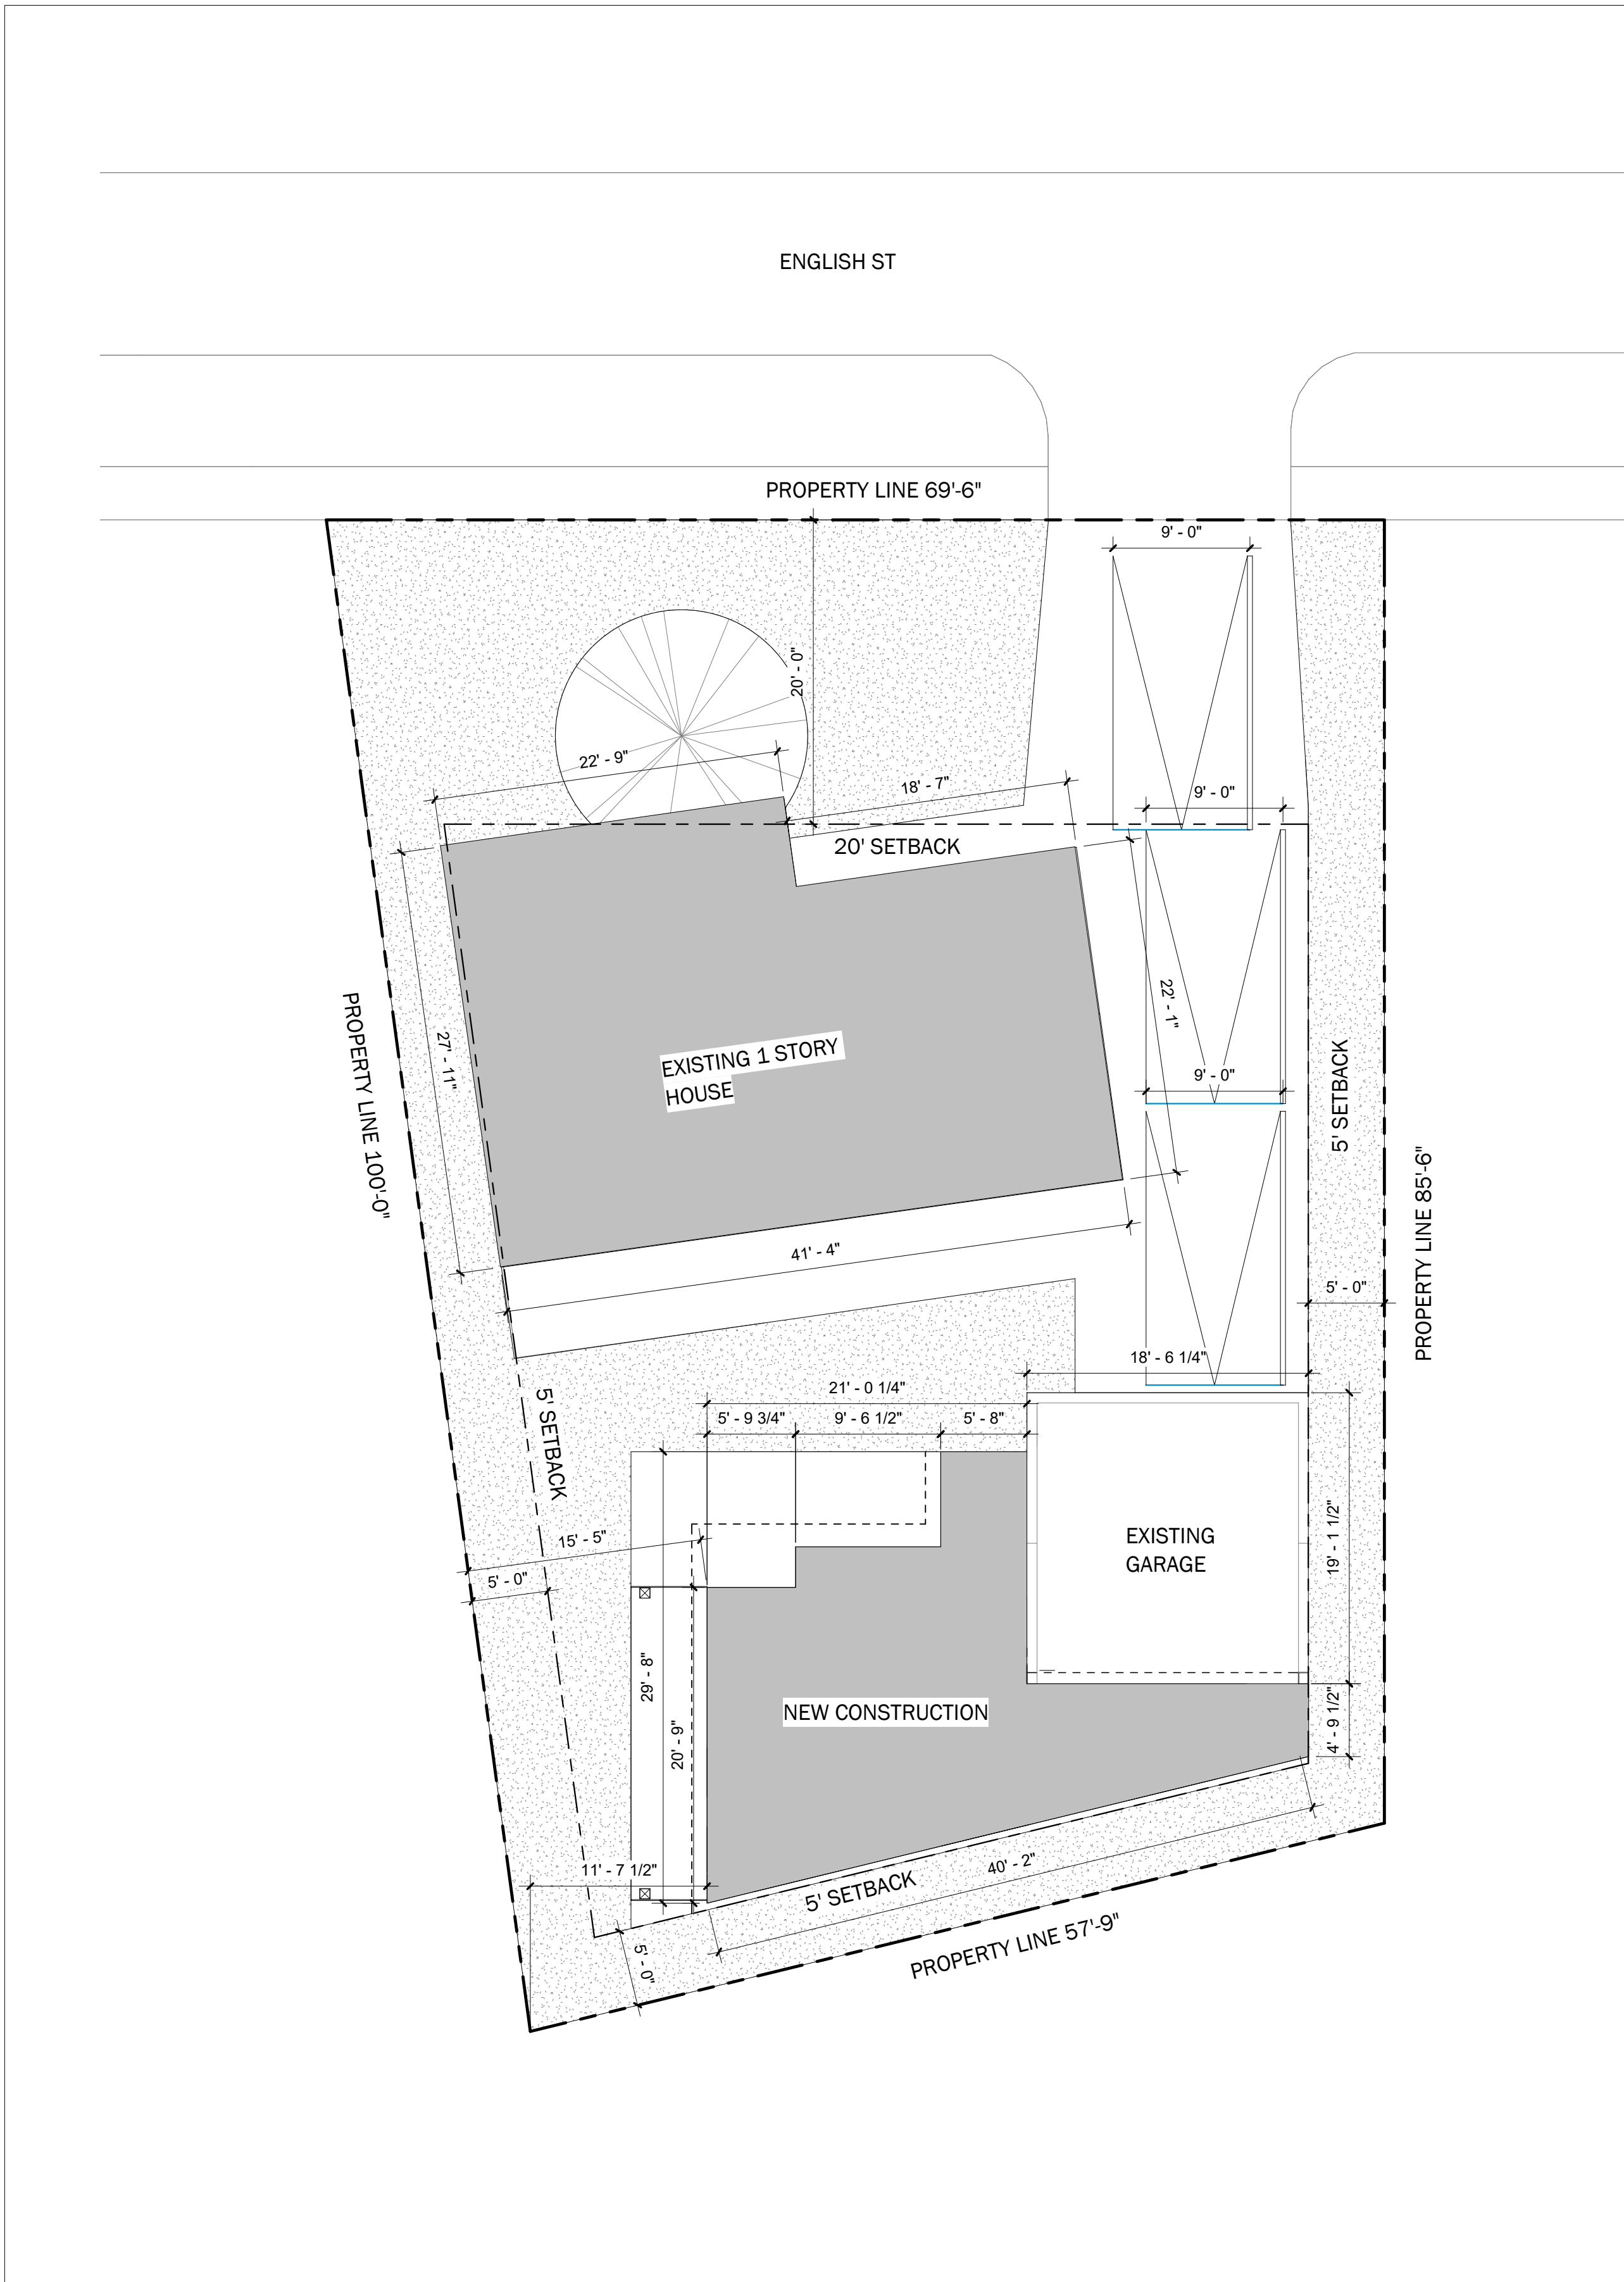 ENGLISH ST
PROPERTY LINE 69'-6"
9' - 0"
20' - 0"
22' - 9"
18' - 7"
9' - 0"
20' SETBACK
PROPERTY LINE 100'-0"
27' - 11"
EXISTING 1 STORY
HOUSE
22' - 1"
9' - 0"
5' SETBACK
PROPERTY LINE 85'-6"
41' - 4"
5' - 0"
18' - 6 1/4"
21' - 0 1/4"
5' - 9 3/4"
9' - 6 1/2"
5' - 8"
5' SETBACK
15' - 5"
5' - 0"
EXISTING
GARAGE
19' - 1 1/2"
29' - 8"
20' - 9"
NEW CONSTRUCTION
4' - 9 1/2"
11' - 7 1/2"
5' SETBACK
40' - 2"
5' - 0"
PROPERTY LINE 57'-9"